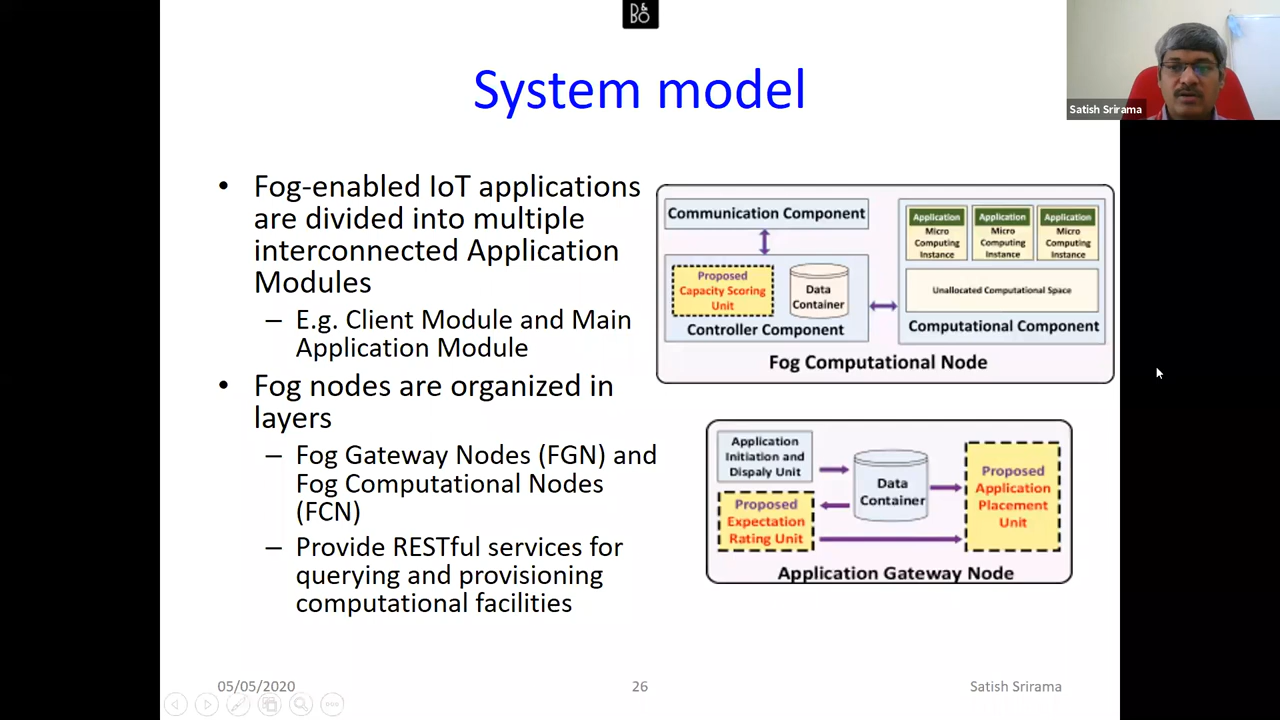 D&
BO
Satish Srirama
System model
• Fog-enabled IoT applications
are divided into multiple
interconnected Application
Modules
– E.g. Client Module and Main
Application Module
• Fog nodes are organized in
layers
– Fog Gateway Nodes (FGN) and
Fog Computational Nodes
(FCN)
– Provide RESTful services for
querying and provisioning
computational facilities
Communication Component
Proposed
Capacity Scoring
Unit
Data
Container
Controller Component
Application
Micro
Computing
Instance
Application
Micro
Computing
Instance
Application
Micro
Computing
Instance
Unallocated Computational Space
Computational Component
Fog Computational Node
Application
Initiation and
Dispaly Unit
Proposed
Expectation
Rating Unit
Data
Container
Proposed
Application
Placement
Unit
Application Gateway Node
05/05/2020
26
Satish Srirama